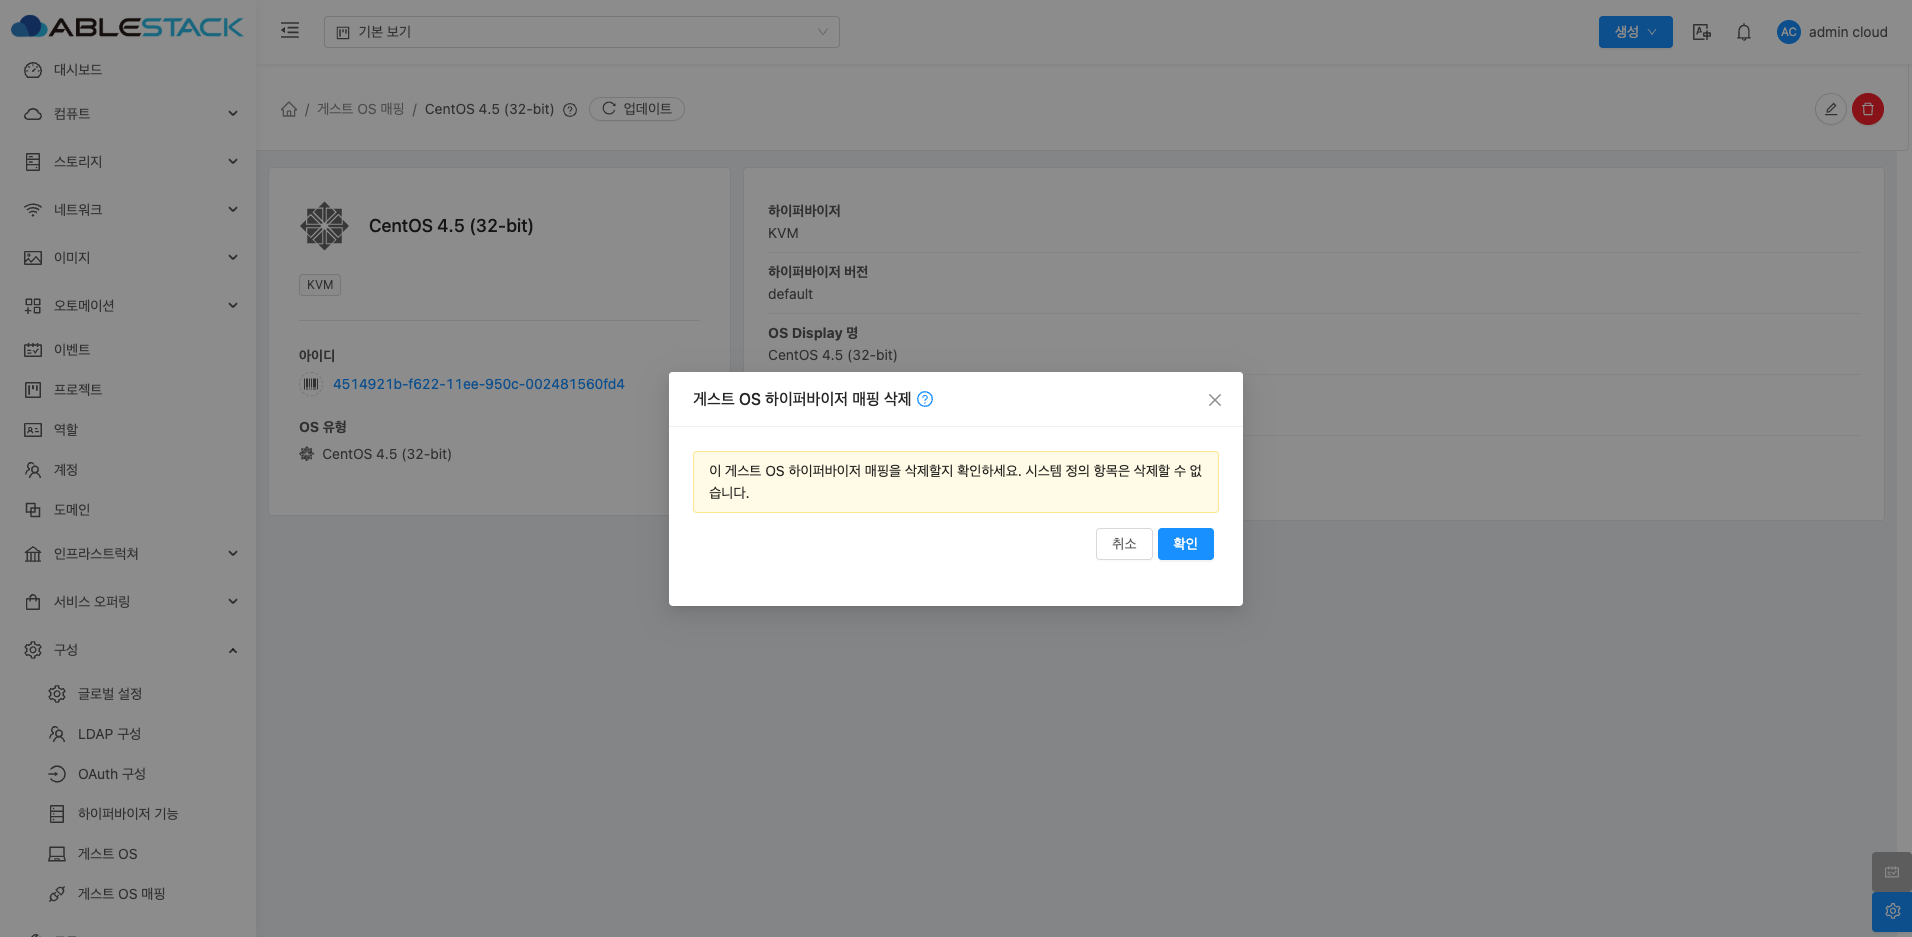 ABLESTACK
기본 보기
생성
AC
admin cloud
대시보드
컴퓨트
스토리지
네트워크
이미지
오토메이션
이벤트
프로젝트
역할
계정
도메인
인프라스트럭쳐
서비스 오퍼링
구성
글로벌 설정
LDAP 구성
OAuth 구성
하이퍼바이저 기능
게스트 OS
게스트 OS 매핑
/ 게스트 OS 매핑 / CentOS 4.5 (32-bit)
업데이트
CentOS 4.5 (32-bit)
KVM
아이디
4514921b-f622-11ee-950c-002481560fd4
OS 유형
CentOS 4.5 (32-bit)
하이퍼바이저
KVM
하이퍼바이저 버전
default
OS Display 명
CentOS 4.5 (32-bit)
게스트 OS 하이퍼바이저 매핑 삭제
이 게스트 OS 하이퍼바이저 매핑을 삭제할지 확인하세요. 시스템 정의 항목은 삭제할 수 없
습니다.
취소
확인